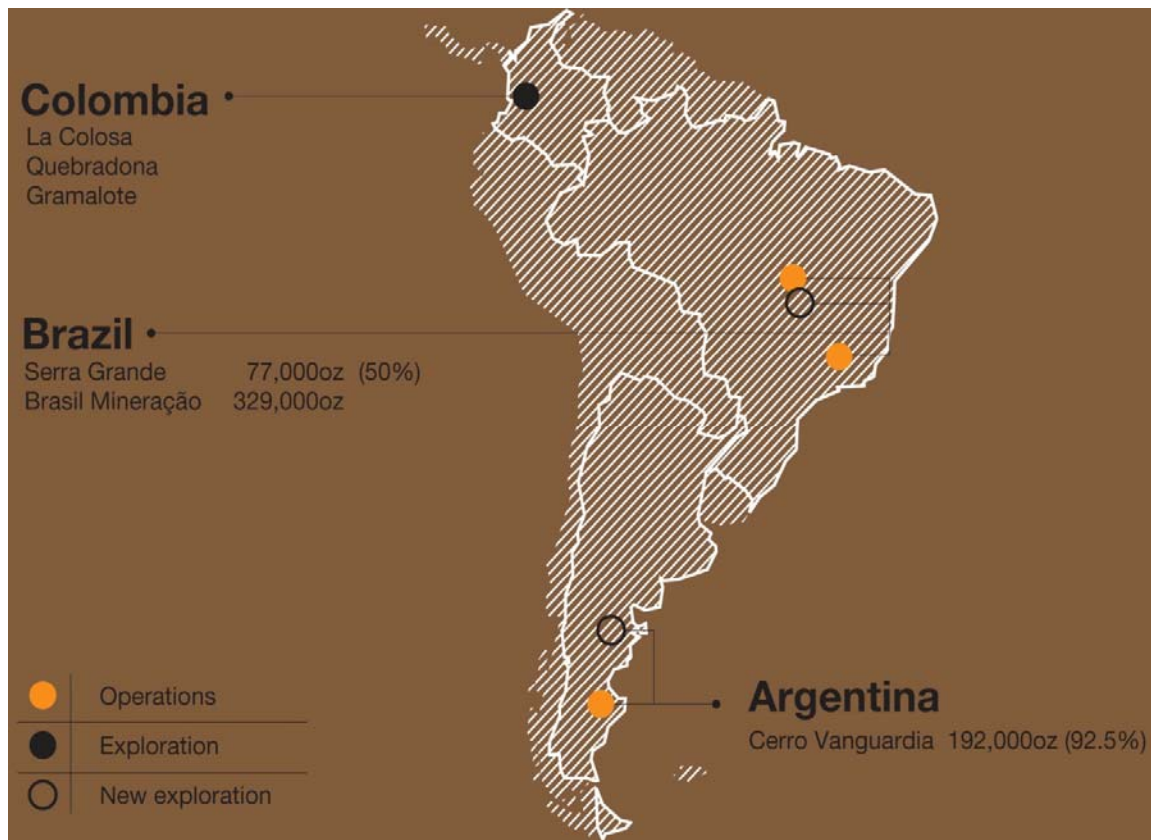 Colombia
La Colosa
Quebradona
Gramalote
Brazil
Serra Grande 77,000oz (50%)
Brasil Mineração 329,000oz
Argentina
Cerro Vanguardia 192,000oz (92.5%)
Operations
Exploration
New exploration